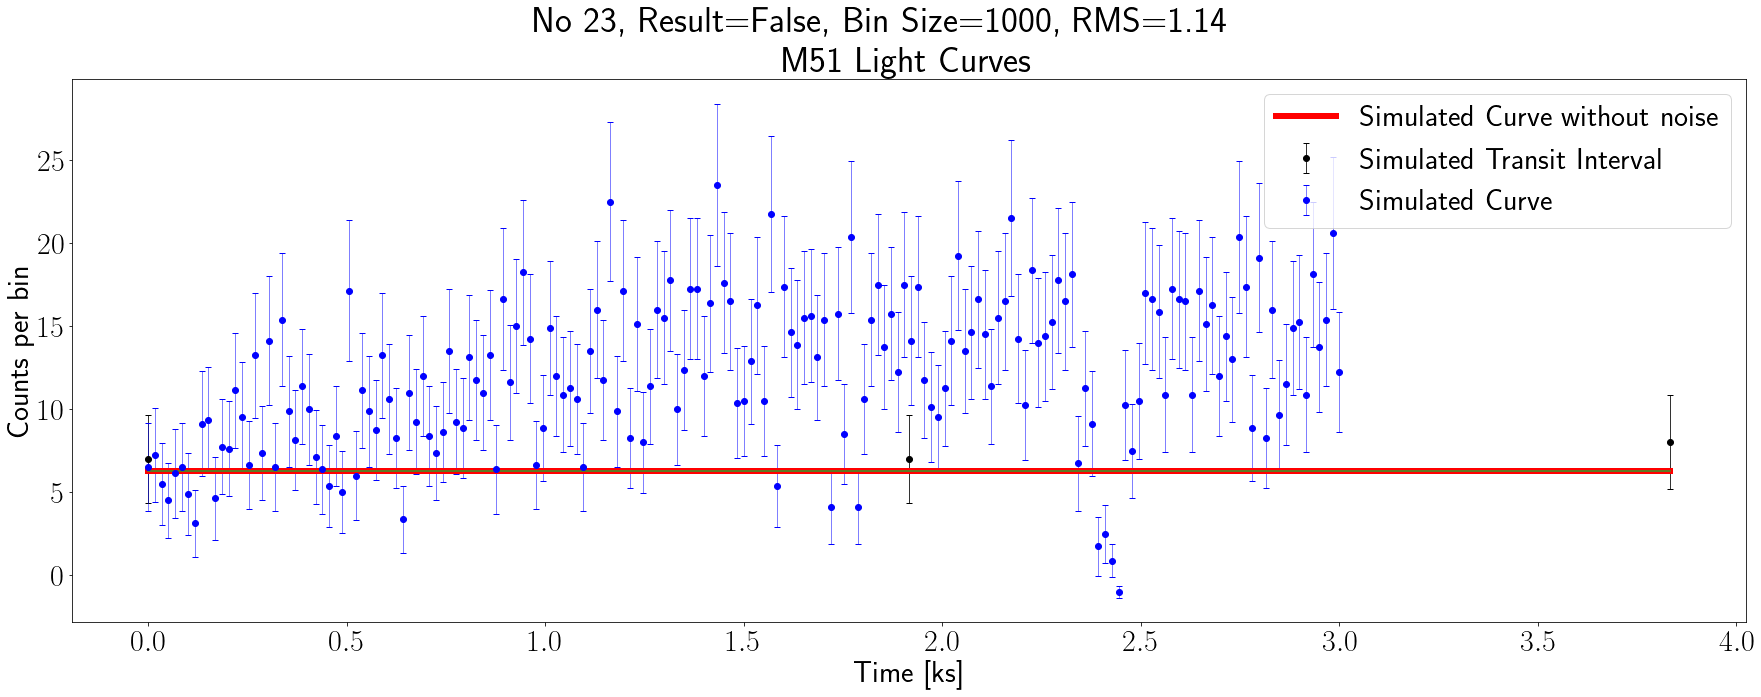 No 23, Result=False, Bin Size=1000, RMS=1.14
M51 Light Curves
Simulated Curve without noise
Simulated Transit Interval
Simulated Curve
Counts per bin
25
20
15
10
5
0
0.0 0.5 1.0 1.5 2.0 2.5 3.0 3.5 4.0
Time [ks]